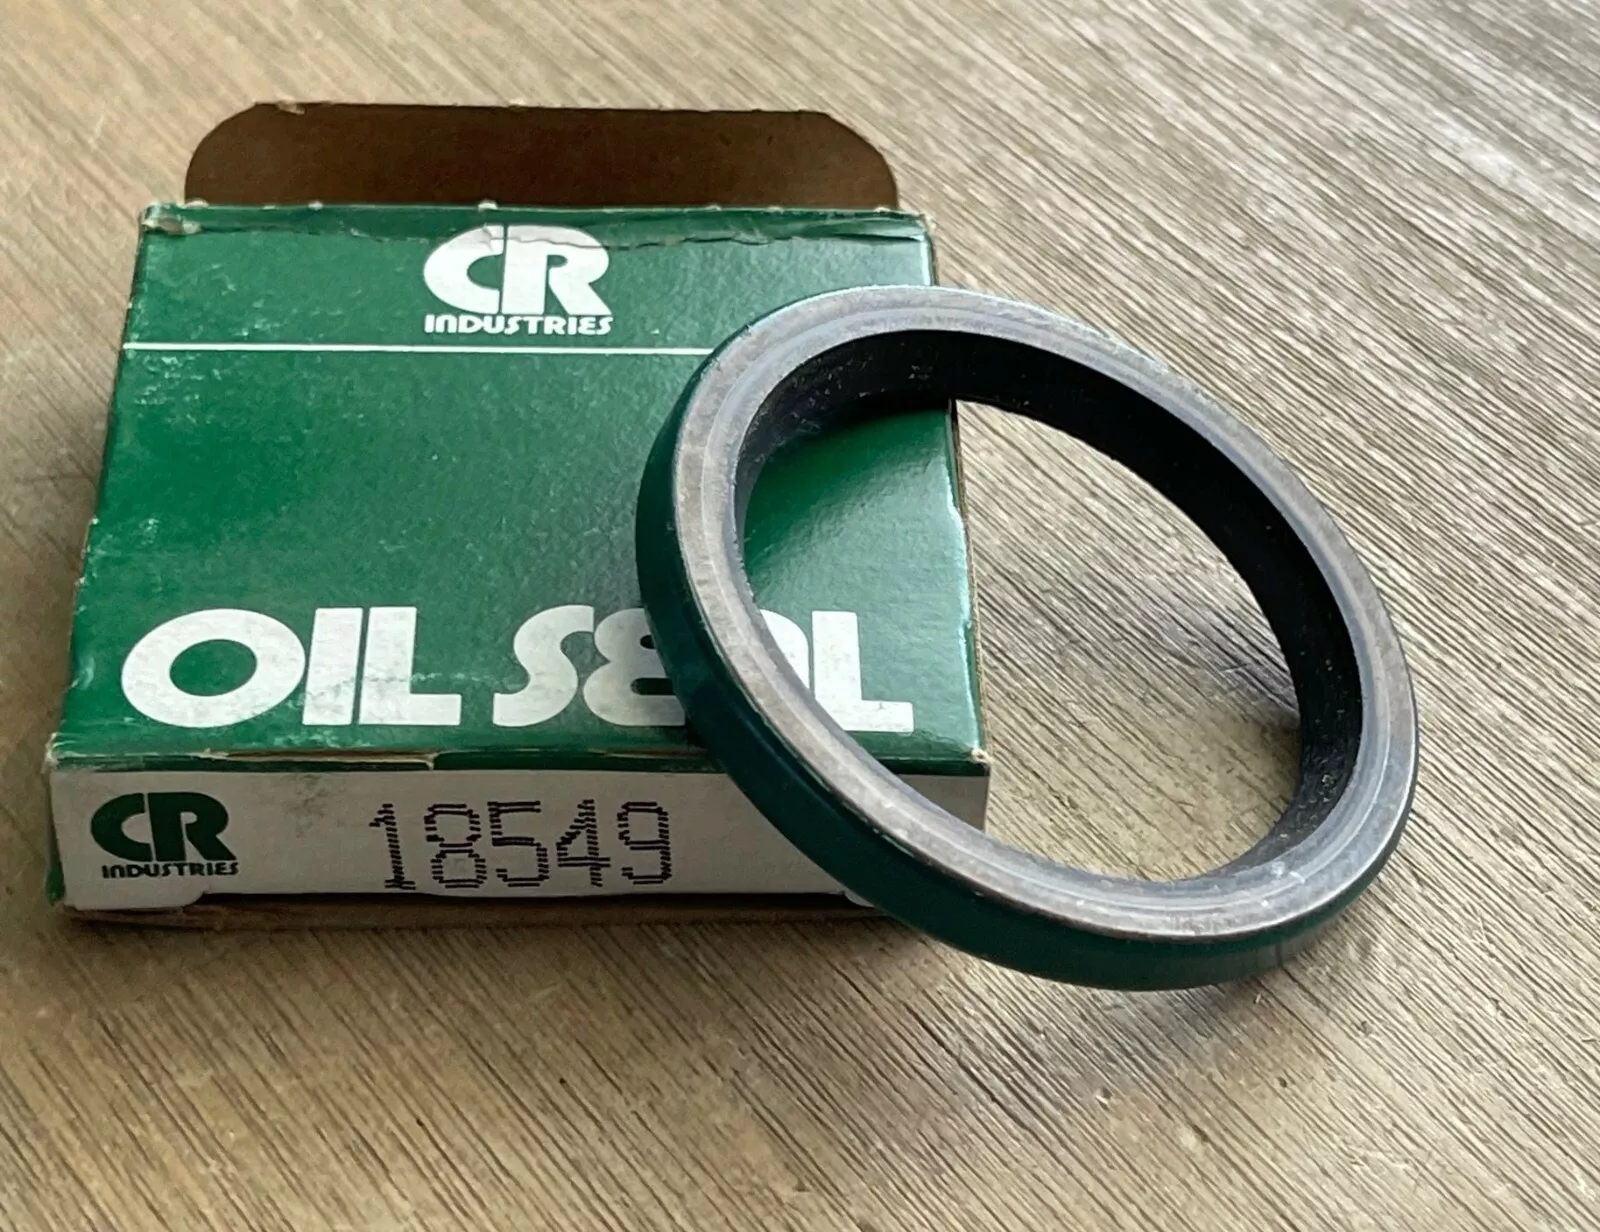 CR
INDUSTRIES
OIL SEAL
CR
INDUSTRIES
18549